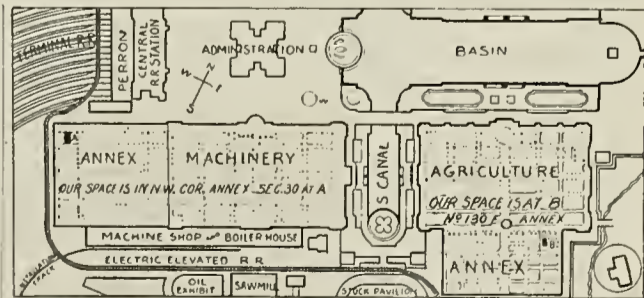 TERMINAL R.R.
PERRON
CENTRAL
R.R STATION
ADMINISTRATION
BASIN
N
W
E
S
W
A
ANNEX
MACHINERY
OUR SPACE IS IN N.W. COR. ANNEX SEC. 30 AT A
S CANAL
AGRICULTURE
OUR SPACE IS AT B
No 130 E ANNEX
B
ANNEX
MACHINE SHOP AND BOILER HOUSE
ELECTRIC ELEVATED R.R.
OIL
EXHIBIT
SAWMILL
STOCK PAVILION
TRACK